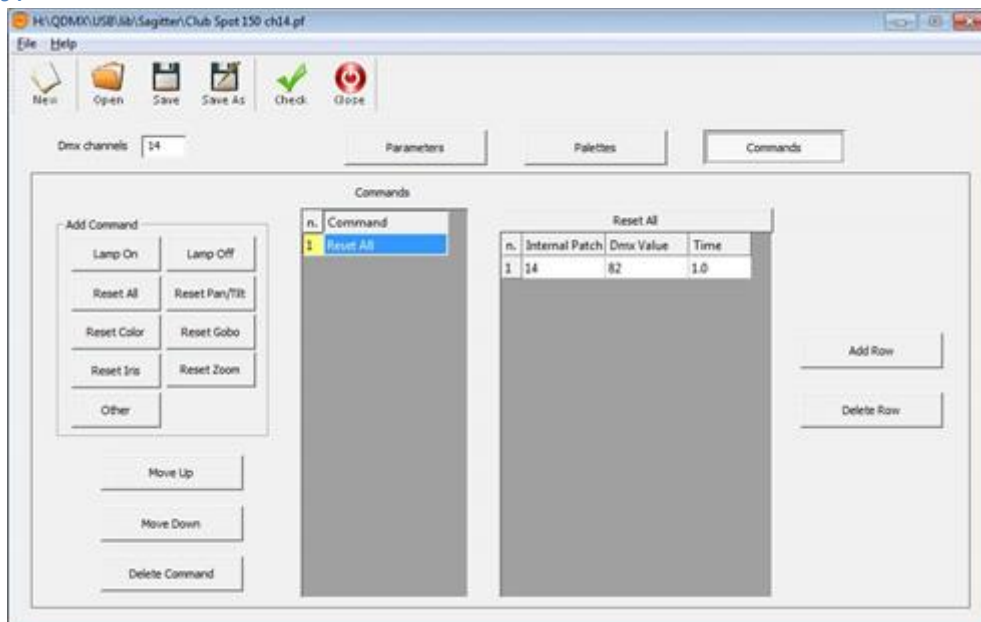 H:\QDMX\USB\lib\Sagitter\Club Spot 150 ch14.pf
File Help
New Open Save Save As Check Close
Dmx channels 14 Parameters Palettes Commands
Commands
Add Command
Lamp On Lamp Off
Reset All Reset Pan/Tilt
Reset Color Reset Gobo
Reset Iris Reset Zoom
Other
Move Up
Move Down
Delete Command
n. Command
1 Reset All
Reset All
n. Internal Patch Dmx Value Time
1 14 82 1.0
Add Row
Delete Row